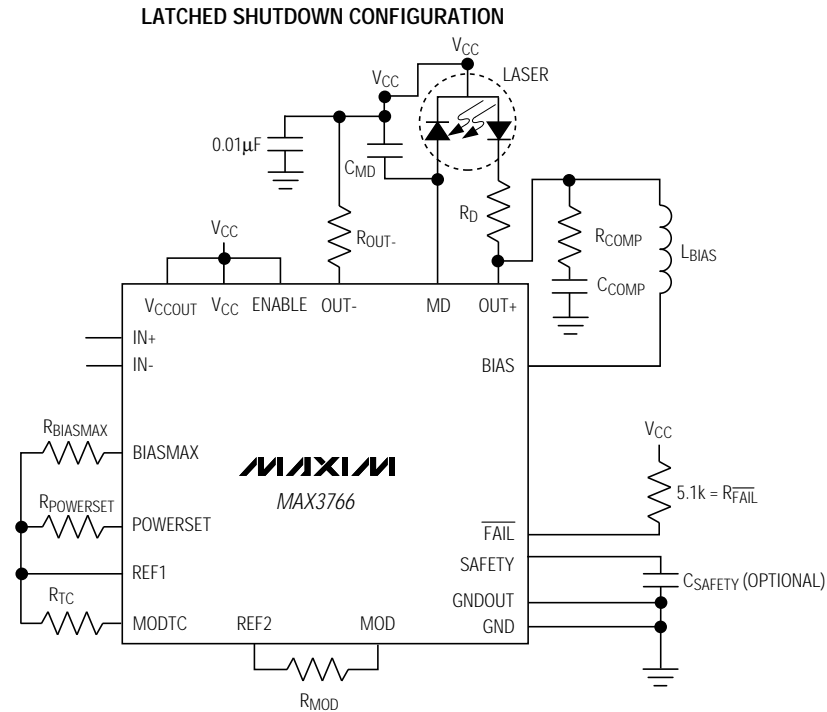 LATCHED SHUTDOWN CONFIGURATION
VCC
VCC
LASER
0.01μF
CMD
RD
ROUT-
RCOMP
LBIAS
CCOMP
VCC
VCCOUT VCC ENABLE OUT- MD OUT+
IN+
IN-
BIAS
RBIASMAX
BIASMAX
MAXIM
MAX3766
VCC
5.1k = RF̅A̅I̅L̅
RPOWERSET
POWERSET
F̅A̅I̅L̅
SAFETY
REF1
CSAFETY (OPTIONAL)
GNDOUT
RTC
MODTC REF2 MOD GND
RMOD